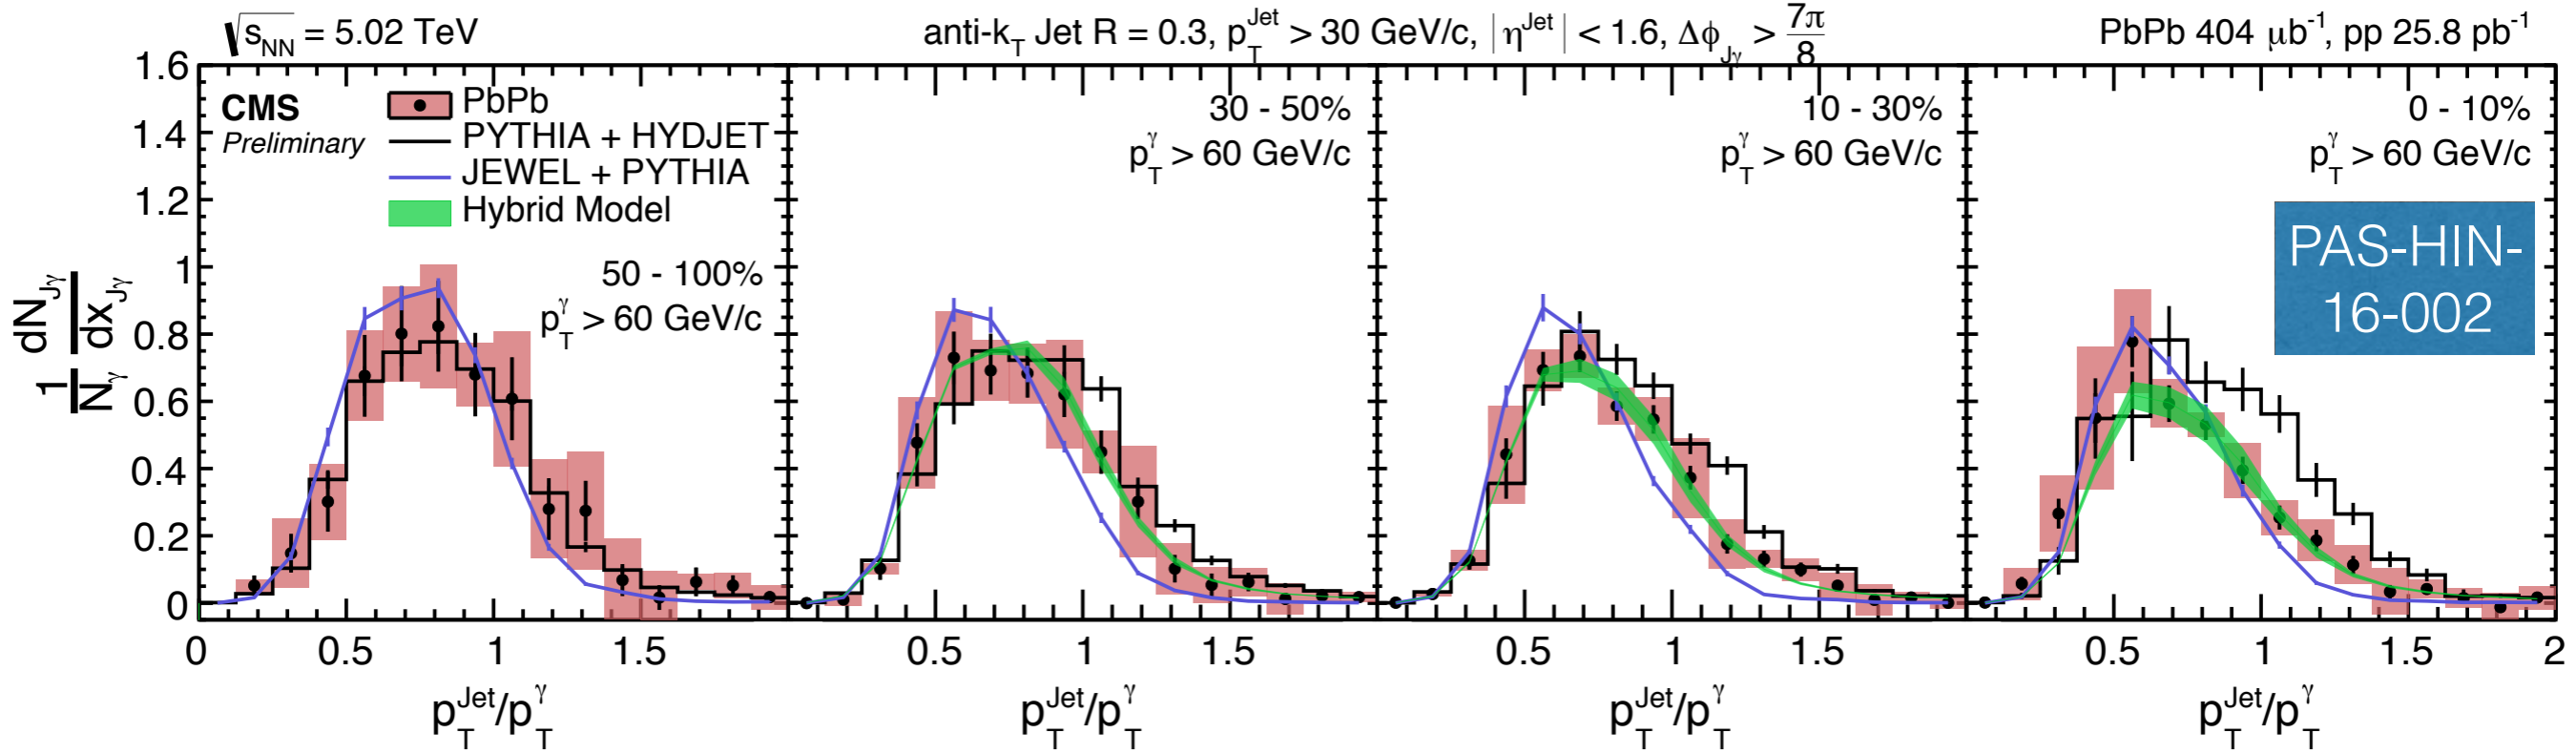 √s_NN = 5.02 TeV
anti-k_T Jet R = 0.3, p_T^Jet > 30 GeV/c, |η^Jet| < 1.6, Δφ_Jγ > 7π/8
PbPb 404 μb^-1, pp 25.8 pb^-1
1/N_γ dN_Jγ/dx_Jγ
1.6
1.4
1.2
1
0.8
0.6
0.4
0.2
0
CMS
Preliminary
PbPb
PYTHIA + HYDJET
JEWEL + PYTHIA
Hybrid Model
50 - 100%
p_T^γ > 60 GeV/c
30 - 50%
p_T^γ > 60 GeV/c
10 - 30%
p_T^γ > 60 GeV/c
0 - 10%
p_T^γ > 60 GeV/c
PAS-HIN-
16-002
0 0.5 1 1.5
0.5 1 1.5
0.5 1 1.5
0.5 1 1.5 2
p_T^Jet/p_T^γ
p_T^Jet/p_T^γ
p_T^Jet/p_T^γ
p_T^Jet/p_T^γ